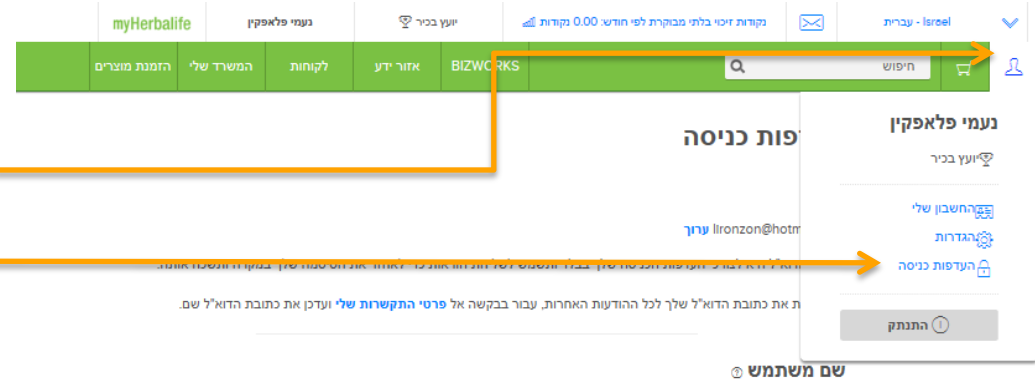 myHerbalife נעמי פלאפקין יועץ בכיר נקודות זיכוי בלתי מבוקרת לפי חודש: 0.00 נקודות Israel - עברית
הזמנת מוצרים המשרד שלי לקוחות אזור ידע BIZWORKS חיפוש
נעמי פלאפקין
פות כניסה
יועץ בכיר
החשבון שלי
lironzon@hotm ערוך
הגדרות
העדפות כניסה
ת את כתובת הדוא"ל שלך לכל ההודעות האחרות, עבור בבקשה אל פרטי התקשרות שלי ועדכן את כתובת הדוא"ל שם.
התנתק
שם משתמש